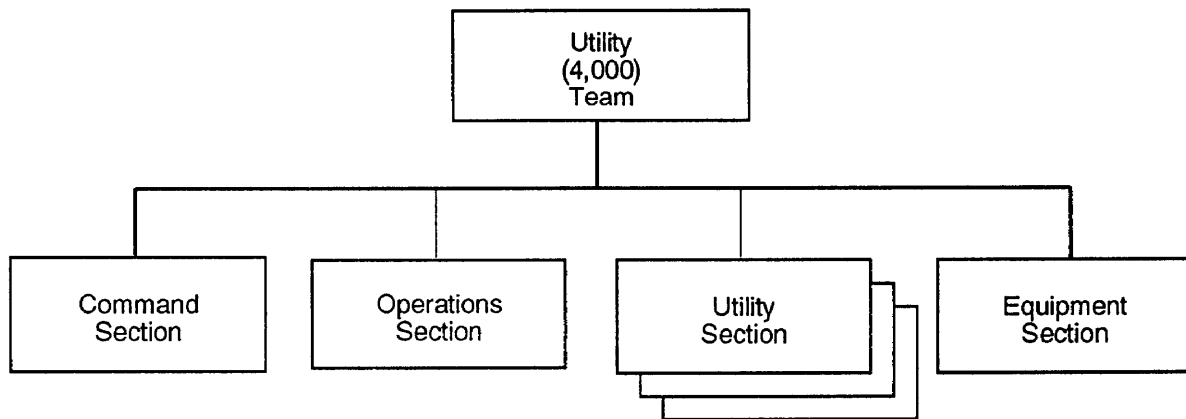 Utility
(4,000)
Team
Command
Section
Operations
Section
Utility
Section
Equipment
Section